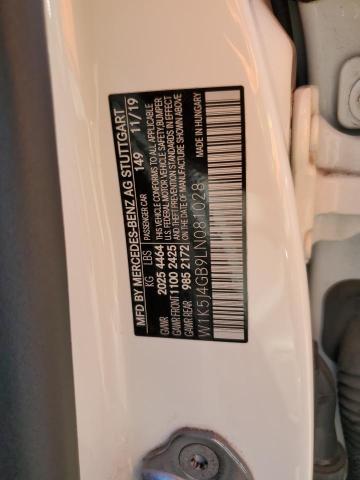 MFD BY MERCEDES-BENZ AG STUTTGART
PASSENGER CAR 149 11/19
KG LBS THIS VEHICLE CONFORMS TO ALL APPLICABLE
2025 4464 U.S. FEDERAL MOTOR VEHICLE SAFETY, BUMPER
GAWR FRONT 1100 2425 AND THEFT PREVENTION STANDARDS IN EFFECT
GAWR REAR 985 2172 ON THE DATE OF MANUFACTURE SHOWN ABOVE
MADE IN HUNGARY
W1K5J4GB9LN081028